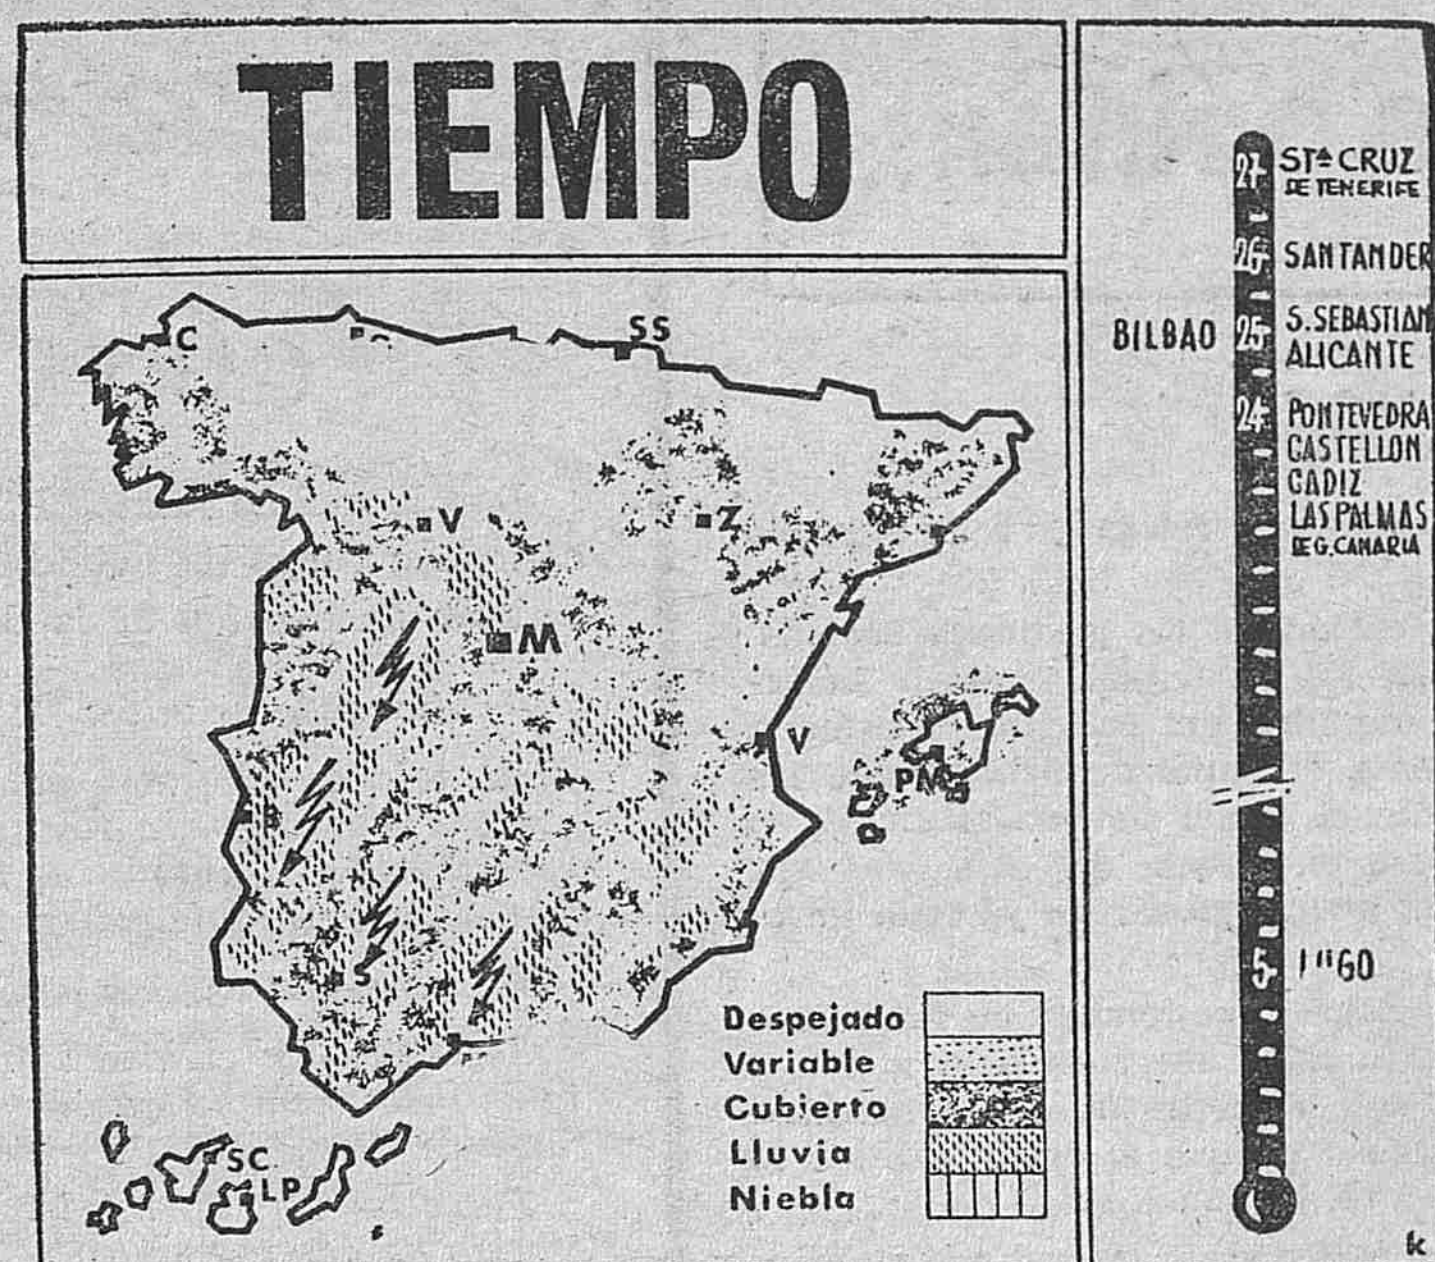 TIEMPO
C
SS
V
Z
M
V
PM
S
SC
LP
Despejado
Variable
Cubierto
Lluvia
Niebla
27 STª CRUZ
DE TENERIFE
26 SANTANDER
BILBAO 25 S.SEBASTIAN
ALICANTE
24 PONTEVEDRA
CASTELLON
CADIZ
LAS PALMAS
DE G.CANARIA
5
k